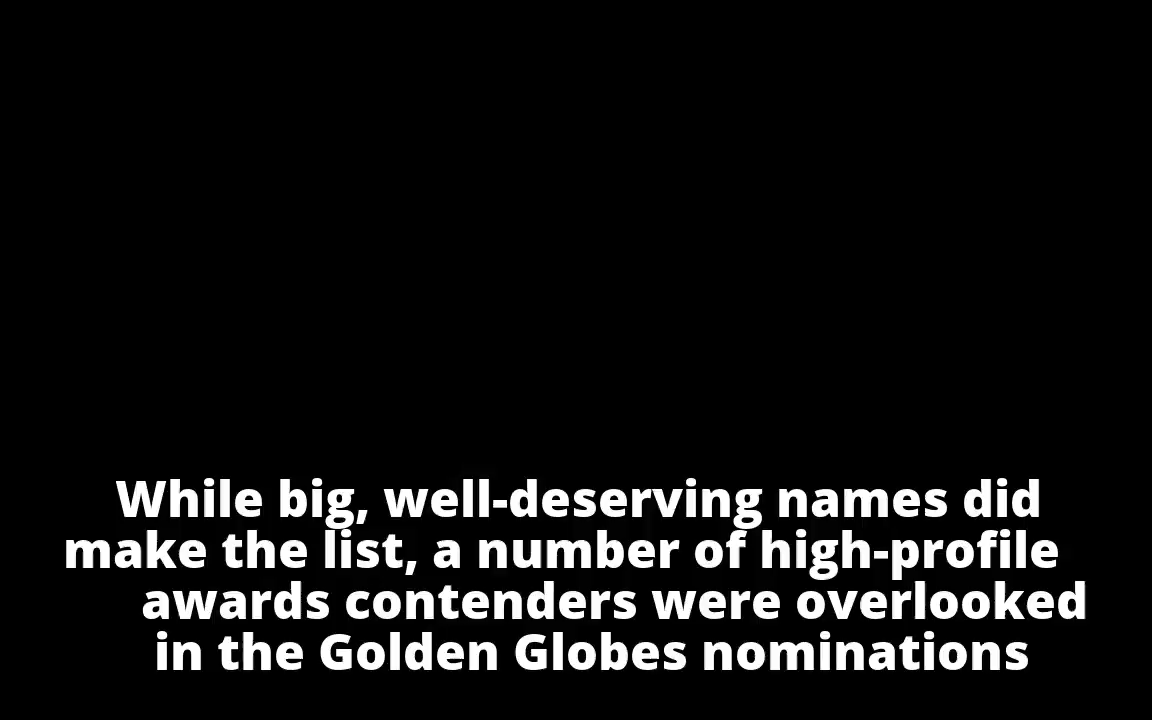 While big, well-deserving names did
make the list, a number of high-profile
awards contenders were overlooked
in the Golden Globes nominations